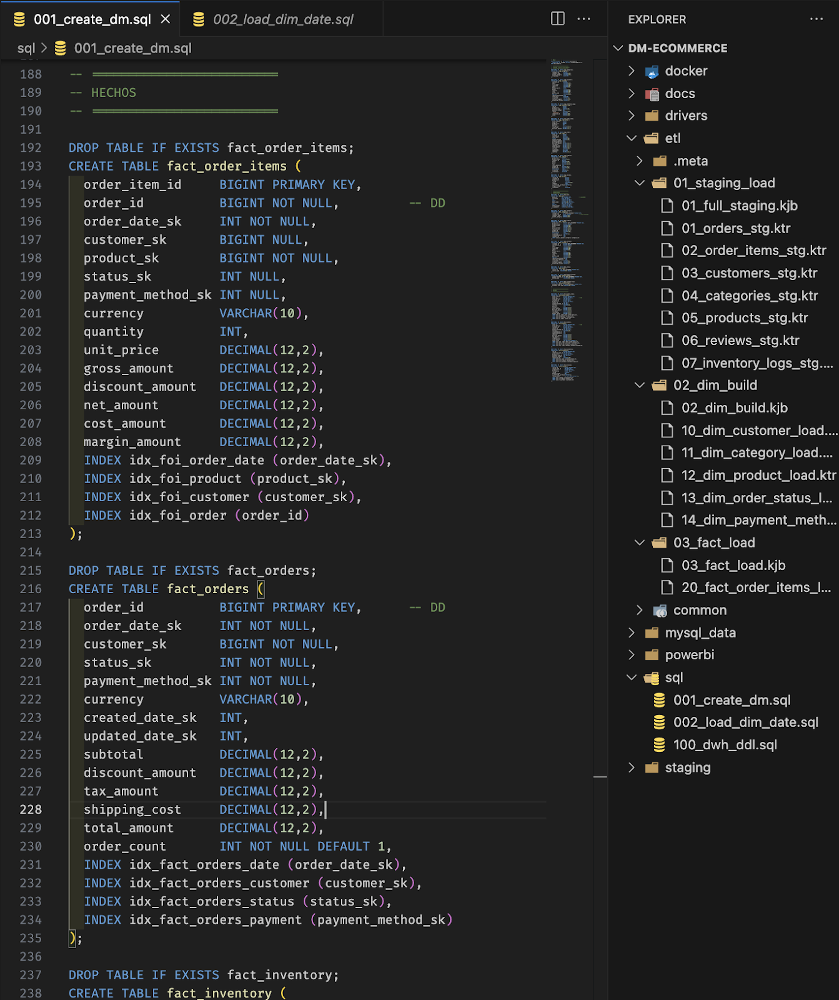 001_create_dm.sql
002_load_dim_date.sql
sql > 001_create_dm.sql
188 -- ═════════════════════════
189 -- HECHOS
190 -- ═════════════════════════
191
192 DROP TABLE IF EXISTS fact_order_items;
193 CREATE TABLE fact_order_items (
194 order_item_id BIGINT PRIMARY KEY,
195 order_id BIGINT NOT NULL, -- DD
196 order_date_sk INT NOT NULL,
197 customer_sk BIGINT NULL,
198 product_sk BIGINT NOT NULL,
199 status_sk INT NULL,
200 payment_method_sk INT NULL,
201 currency VARCHAR(10),
202 quantity INT,
203 unit_price DECIMAL(12,2),
204 gross_amount DECIMAL(12,2),
205 discount_amount DECIMAL(12,2),
206 net_amount DECIMAL(12,2),
207 cost_amount DECIMAL(12,2),
208 margin_amount DECIMAL(12,2),
209 INDEX idx_foi_order_date (order_date_sk),
210 INDEX idx_foi_product (product_sk),
211 INDEX idx_foi_customer (customer_sk),
212 INDEX idx_foi_order (order_id)
213 );
214
215 DROP TABLE IF EXISTS fact_orders;
216 CREATE TABLE fact_orders (
217 order_id BIGINT PRIMARY KEY, -- DD
218 order_date_sk INT NOT NULL,
219 customer_sk BIGINT NOT NULL,
220 status_sk INT NOT NULL,
221 payment_method_sk INT NOT NULL,
222 currency VARCHAR(10),
223 created_date_sk INT,
224 updated_date_sk INT,
225 subtotal DECIMAL(12,2),
226 discount_amount DECIMAL(12,2),
227 tax_amount DECIMAL(12,2),
228 shipping_cost DECIMAL(12,2),
229 total_amount DECIMAL(12,2),
230 order_count INT NOT NULL DEFAULT 1,
231 INDEX idx_fact_orders_date (order_date_sk),
232 INDEX idx_fact_orders_customer (customer_sk),
233 INDEX idx_fact_orders_status (status_sk),
234 INDEX idx_fact_orders_payment (payment_method_sk)
235 );
236
237 DROP TABLE IF EXISTS fact_inventory;
238 CREATE TABLE fact_inventory (
EXPLORER
DM-ECOMMERCE
docker
docs
drivers
etl
.meta
01_staging_load
01_full_staging.kjb
01_orders_stg.ktr
02_order_items_stg.ktr
03_customers_stg.ktr
04_categories_stg.ktr
05_products_stg.ktr
06_reviews_stg.ktr
07_inventory_logs_stg....
02_dim_build
02_dim_build.kjb
10_dim_customer_load....
11_dim_category_load....
12_dim_product_load.ktr
13_dim_order_status_l...
14_dim_payment_meth...
03_fact_load
03_fact_load.kjb
20_fact_order_items_l...
common
mysql_data
powerbi
sql
001_create_dm.sql
002_load_dim_date.sql
100_dwh_ddl.sql
staging